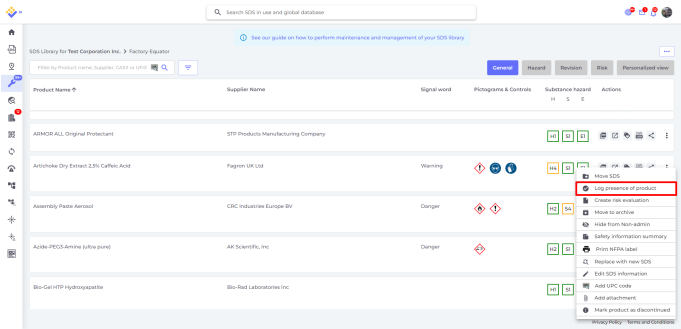 Search SDS in use and global database
See our guide on how to perform maintenance and management of your SDS library
SDS Library for Test Corporation Inc. > Factory Equator
Filter by Product name, Supplier, CAS# or UFI#
General Hazard Revision Risk Personalized view
Product Name Supplier Name Signal word Pictograms & Controls Substance hazard Actions
H S E
ARMOR ALL Original Protectant STP Products Manufacturing Company H1 S1 E1
Artichoke Dry Extract 2,5% Caffeic Acid Fagron UK Ltd Warning H4 S1
Assembly Paste Aerosol CRC Industries Europe BV Danger H2 S4
Azide-PEG3-Amine (ultra pure) AK Scientific, Inc Danger H2 S1
Bio-Gel HTP Hydroxyapatite Bio-Rad Laboratories Inc H1 S1
Move SDS
Log presence of product
Create risk evaluation
Move to archive
Hide from Non-admin
Safety information summary
Print NFPA label
Replace with new SDS
Edit SDS information
Add UPC code
Add attachment
Mark product as discontinued
Privacy Policy Terms and Conditions